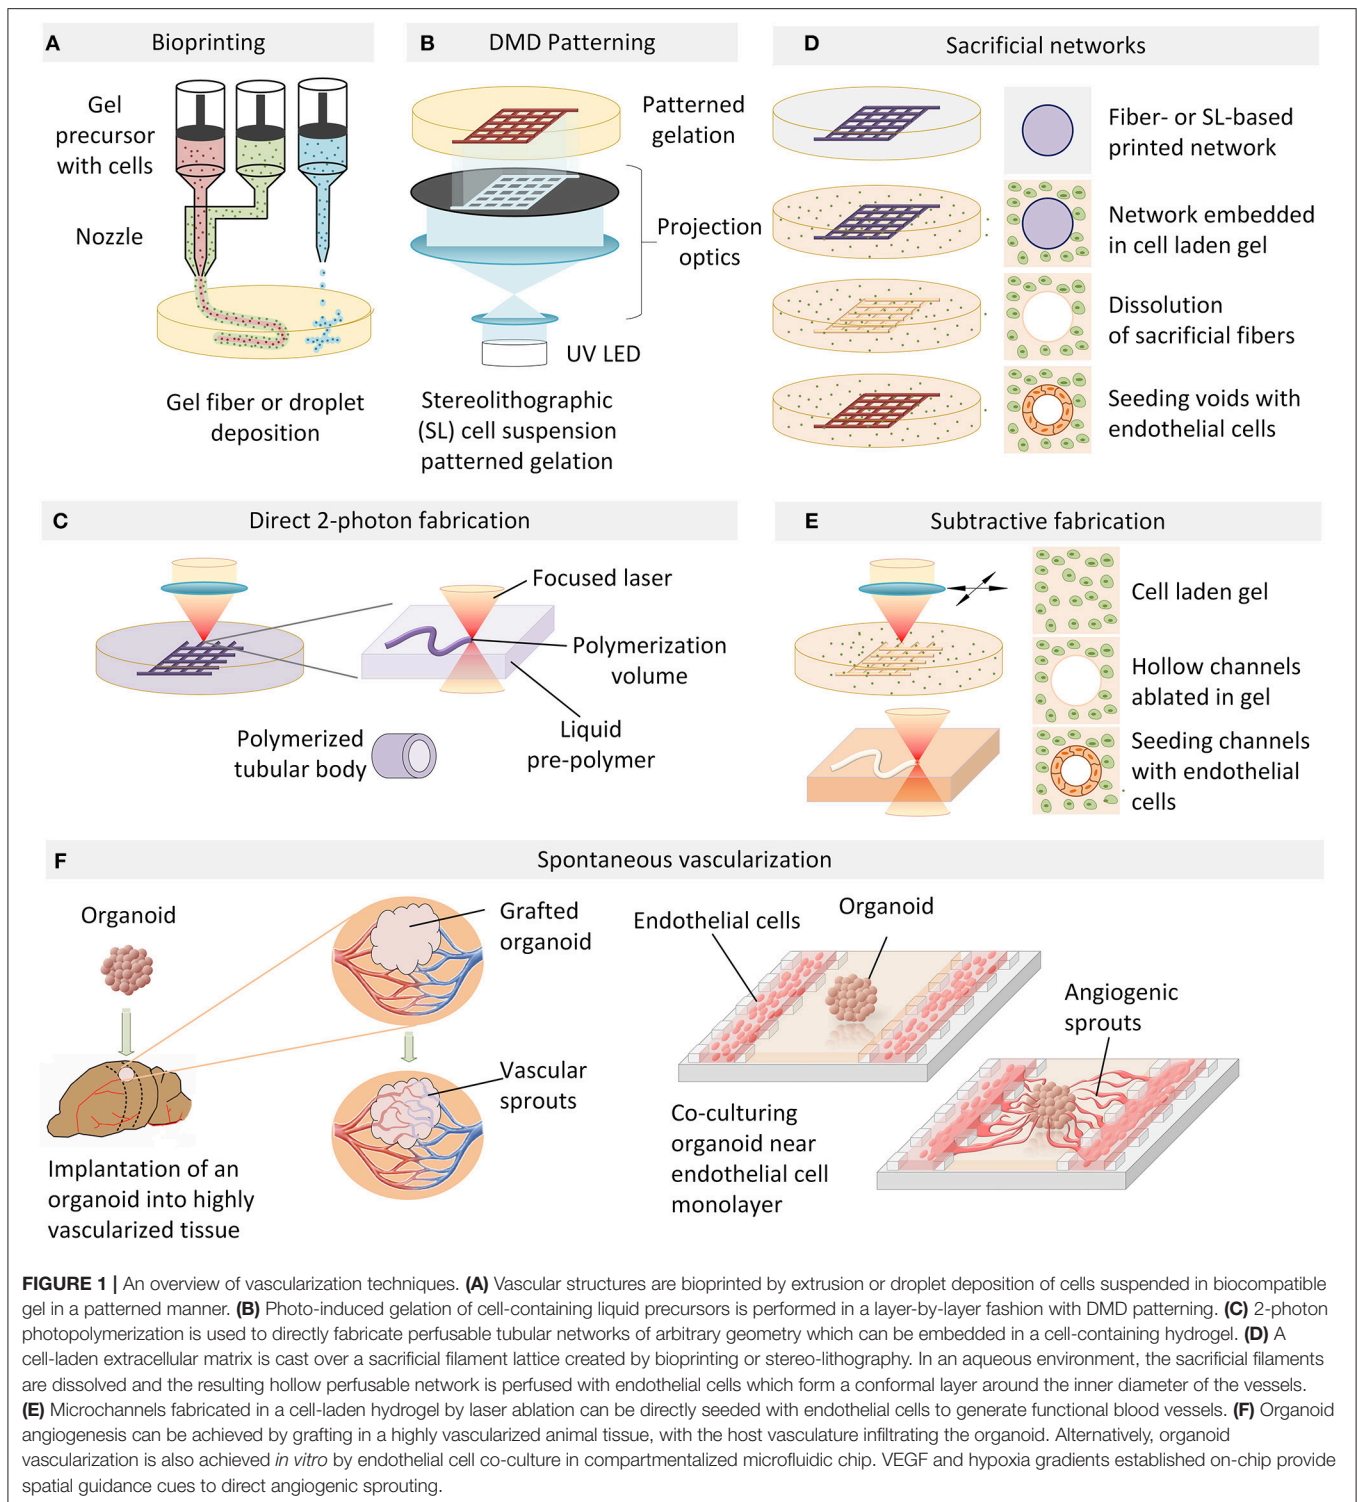 A Bioprinting
Gel
precursor
with cells
Nozzle
Gel fiber or droplet
deposition
B DMD Patterning
Patterned
gelation
Projection
optics
UV LED
Stereolithographic
(SL) cell suspension
patterned gelation
D Sacrificial networks
Fiber- or SL-based
printed network
Network embedded
in cell laden gel
Dissolution
of sacrificial fibers
Seeding voids with
endothelial cells
C Direct 2-photon fabrication
Focused laser
Polymerization
volume
Liquid
pre-polymer
Polymerized
tubular body
E Subtractive fabrication
Cell laden gel
Hollow channels
ablated in gel
Seeding channels
with endothelial
cells
F Spontaneous vascularization
Organoid
Implantation of an
organoid into highly
vascularized tissue
Grafted
organoid
Vascular
sprouts
Endothelial cells
Organoid
Co-culturing
organoid near
endothelial cell
monolayer
Angiogenic
sprouts
FIGURE 1 | An overview of vascularization techniques. (A) Vascular structures are bioprinted by extrusion or droplet deposition of cells suspended in biocompatible
gel in a patterned manner. (B) Photo-induced gelation of cell-containing liquid precursors is performed in a layer-by-layer fashion with DMD patterning. (C) 2-photon
photopolymerization is used to directly fabricate perfusable tubular networks of arbitrary geometry which can be embedded in a cell-containing hydrogel. (D) A
cell-laden extracellular matrix is cast over a sacrificial filament lattice created by bioprinting or stereo-lithography. In an aqueous environment, the sacrificial filaments
are dissolved and the resulting hollow perfusable network is perfused with endothelial cells which form a conformal layer around the inner diameter of the vessels.
(E) Microchannels fabricated in a cell-laden hydrogel by laser ablation can be directly seeded with endothelial cells to generate functional blood vessels. (F) Organoid
angiogenesis can be achieved by grafting in a highly vascularized animal tissue, with the host vasculature infiltrating the organoid. Alternatively, organoid
vascularization is also achieved in vitro by endothelial cell co-culture in compartmentalized microfluidic chip. VEGF and hypoxia gradients established on-chip provide
spatial guidance cues to direct angiogenic sprouting.